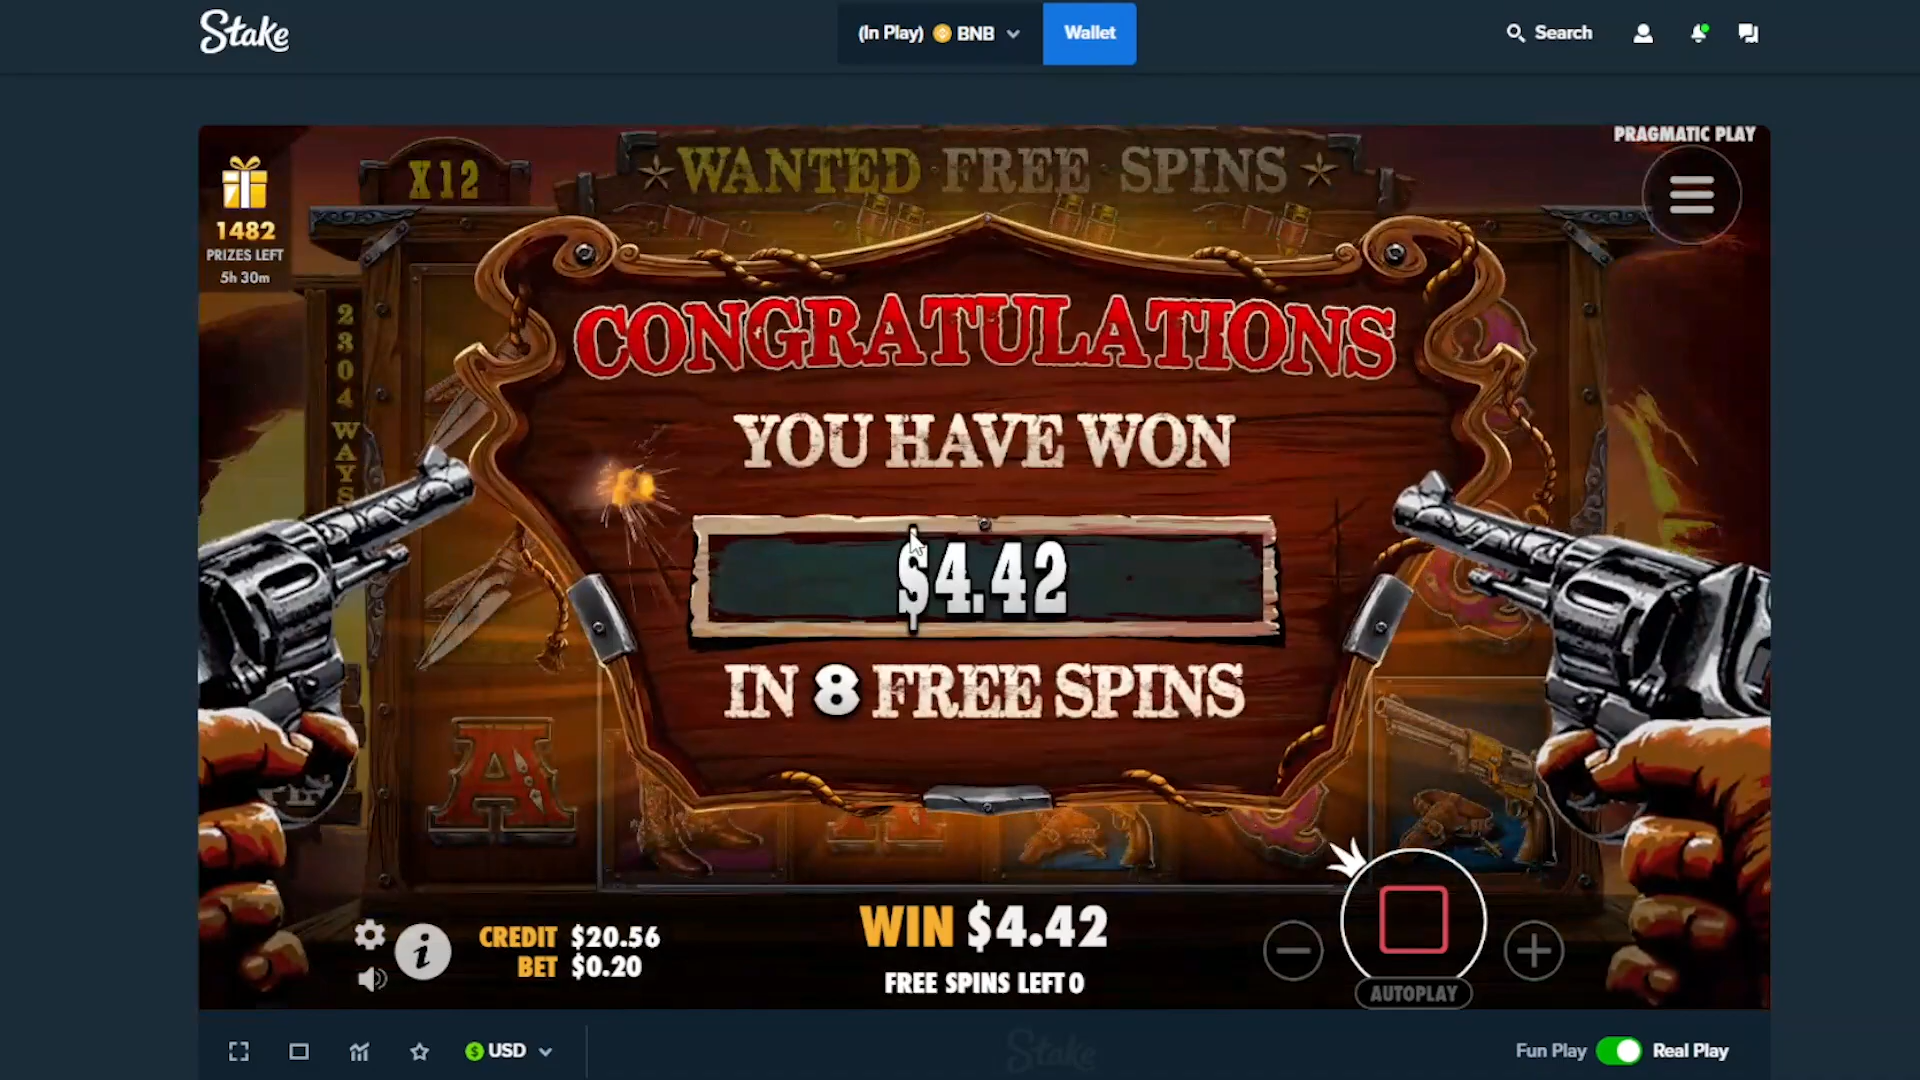 Stake
(In Play) BNB
Wallet
Search
PRAGMATIC PLAY
X12
WANTED FREE SPINS
1482
PRIZES LEFT
5h 30m
2304 WAYS
CONGRATULATIONS
YOU HAVE WON
$4.42
IN 8 FREE SPINS
A
CREDIT $20.56
BET $0.20
WIN $4.42
FREE SPINS LEFT 0
AUTOPLAY
USD
Stake
Fun Play
Real Play